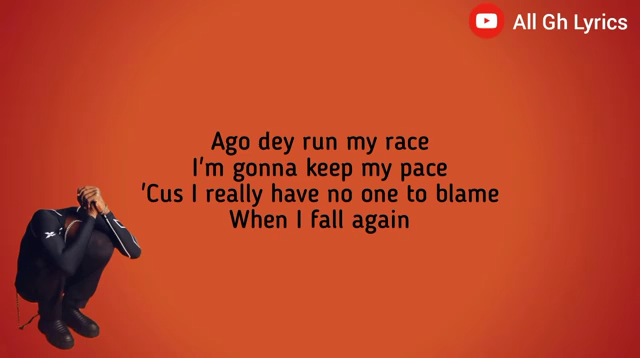 All Gh Lyrics
Ago dey run my race
I'm gonna keep my pace
'Cus I really have no one to blame
When I fall again